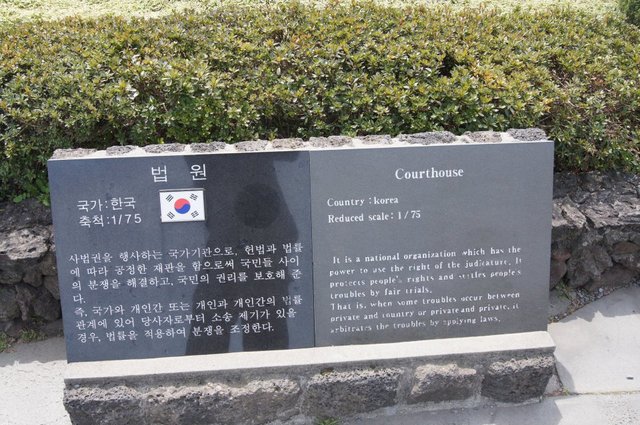 법원
국가:한국
축척:1/75
사법권을 행사하는 국가기관으로, 헌법과 법률
에 따라 공정한 재판을 함으로써 국민들 사이
의 분쟁을 해결하고, 국민의 권리를 보호해 준
다.
즉, 국가와 개인간 또는 개인과 개인간의 법률
관계에 있어 당사자로부터 소송 제기가 있을
경우, 법률을 적용하여 분쟁을 조정한다.
Courthouse
Country :korea
Reduced scale: 1/75
It is a national organization which has the
power to use the right of the judicature. It
protects people's rights and settles people's
troubles by fair trials.
That is, when some troubles occur between
private and country or private and private, it
arbitrates the troubles by applying laws.